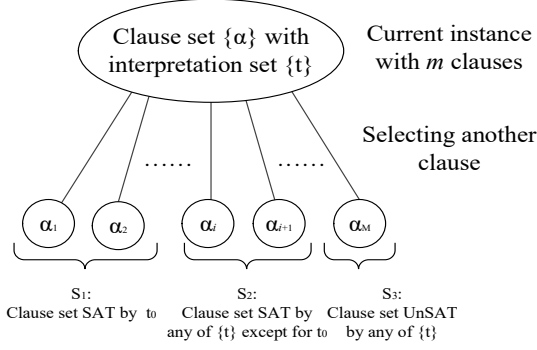 Clause set {α} with
interpretation set {t}
Current instance
with m clauses
Selecting another
clause
...... ......
α₁ α₂ αᵢ αᵢ₊₁ α_M
S₁:
Clause set SAT by t₀
S₂:
Clause set SAT by
any of {t} except for t₀
S₃:
Clause set UnSAT
by any of {t}